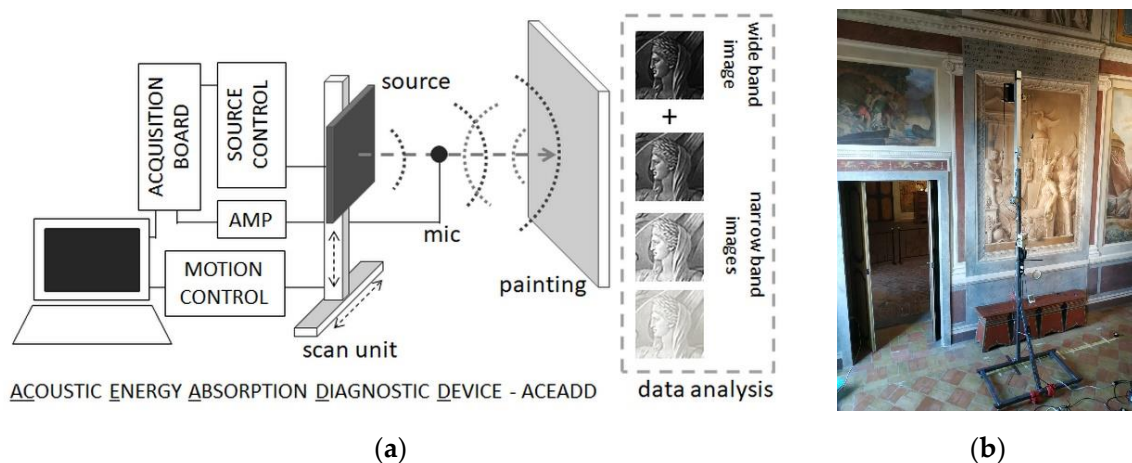 ACQUISITION
BOARD
SOURCE
CONTROL
AMP
MOTION
CONTROL
source
mic
painting
scan unit
wide band
image
+
narrow band
images
data analysis
ACOUSTIC ENERGY ABSORPTION DIAGNOSTIC DEVICE - ACEADD
(a)
(b)